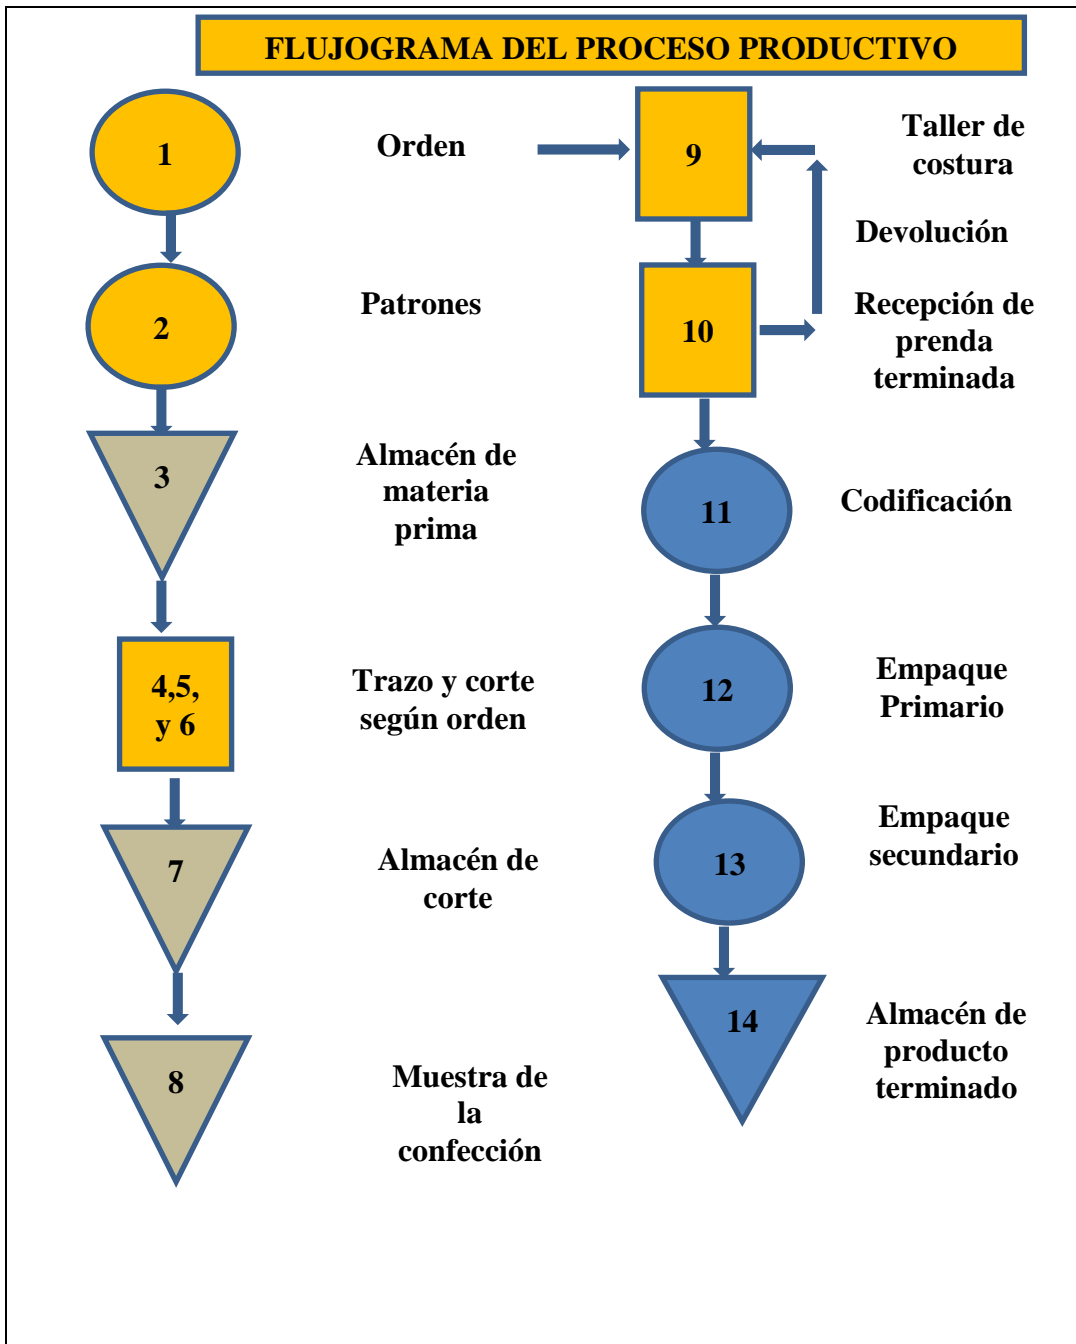 FLUJOGRAMA DEL PROCESO PRODUCTIVO
1
Orden
2
Patrones
3
Almacén de
materia
prima
4,5,
y 6
Trazo y corte
según orden
7
Almacén de
corte
8
Muestra de
la
confección
9
Taller de
costura
Devolución
10
Recepción de
prenda
terminada
11
Codificación
12
Empaque
Primario
13
Empaque
secundario
14
Almacén de
producto
terminado